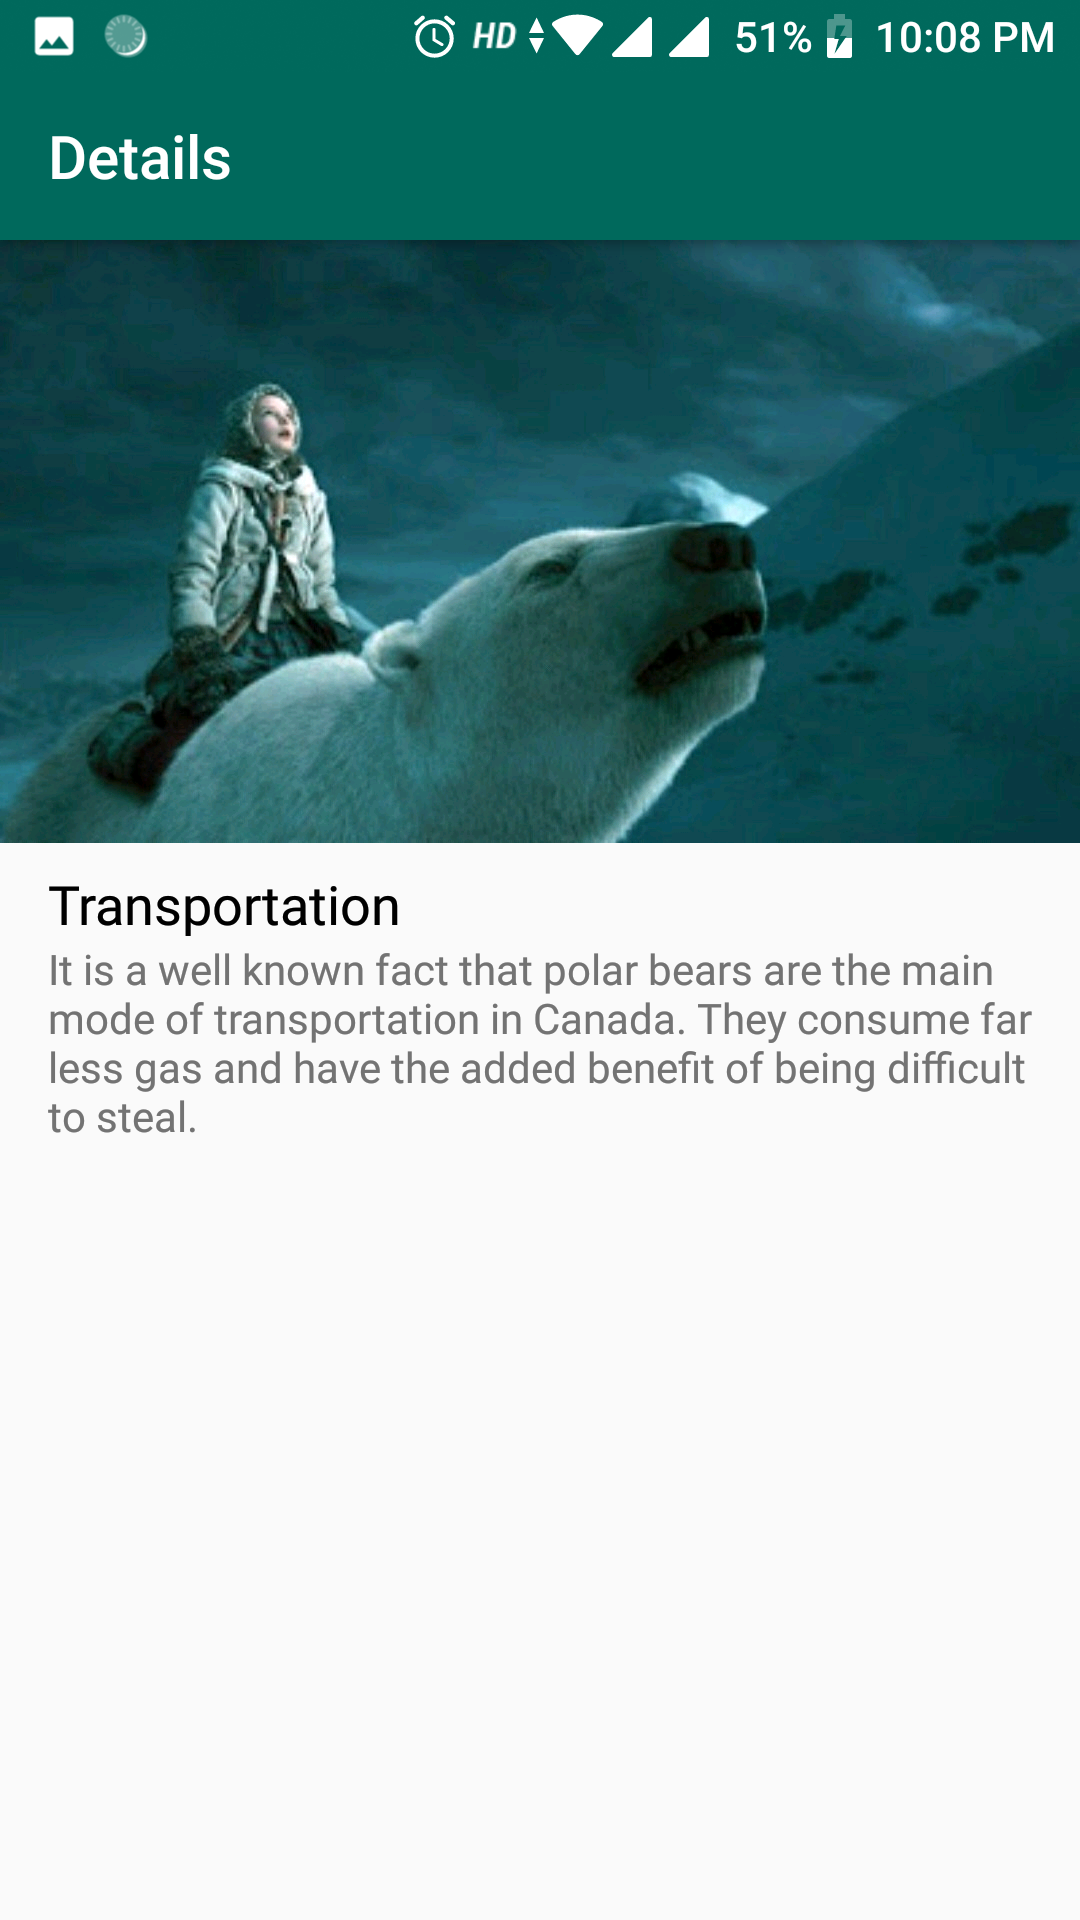 HD 51% 10:08 PM
Details
Transportation
It is a well known fact that polar bears are the main
mode of transportation in Canada. They consume far
less gas and have the added benefit of being difficult
to steal.